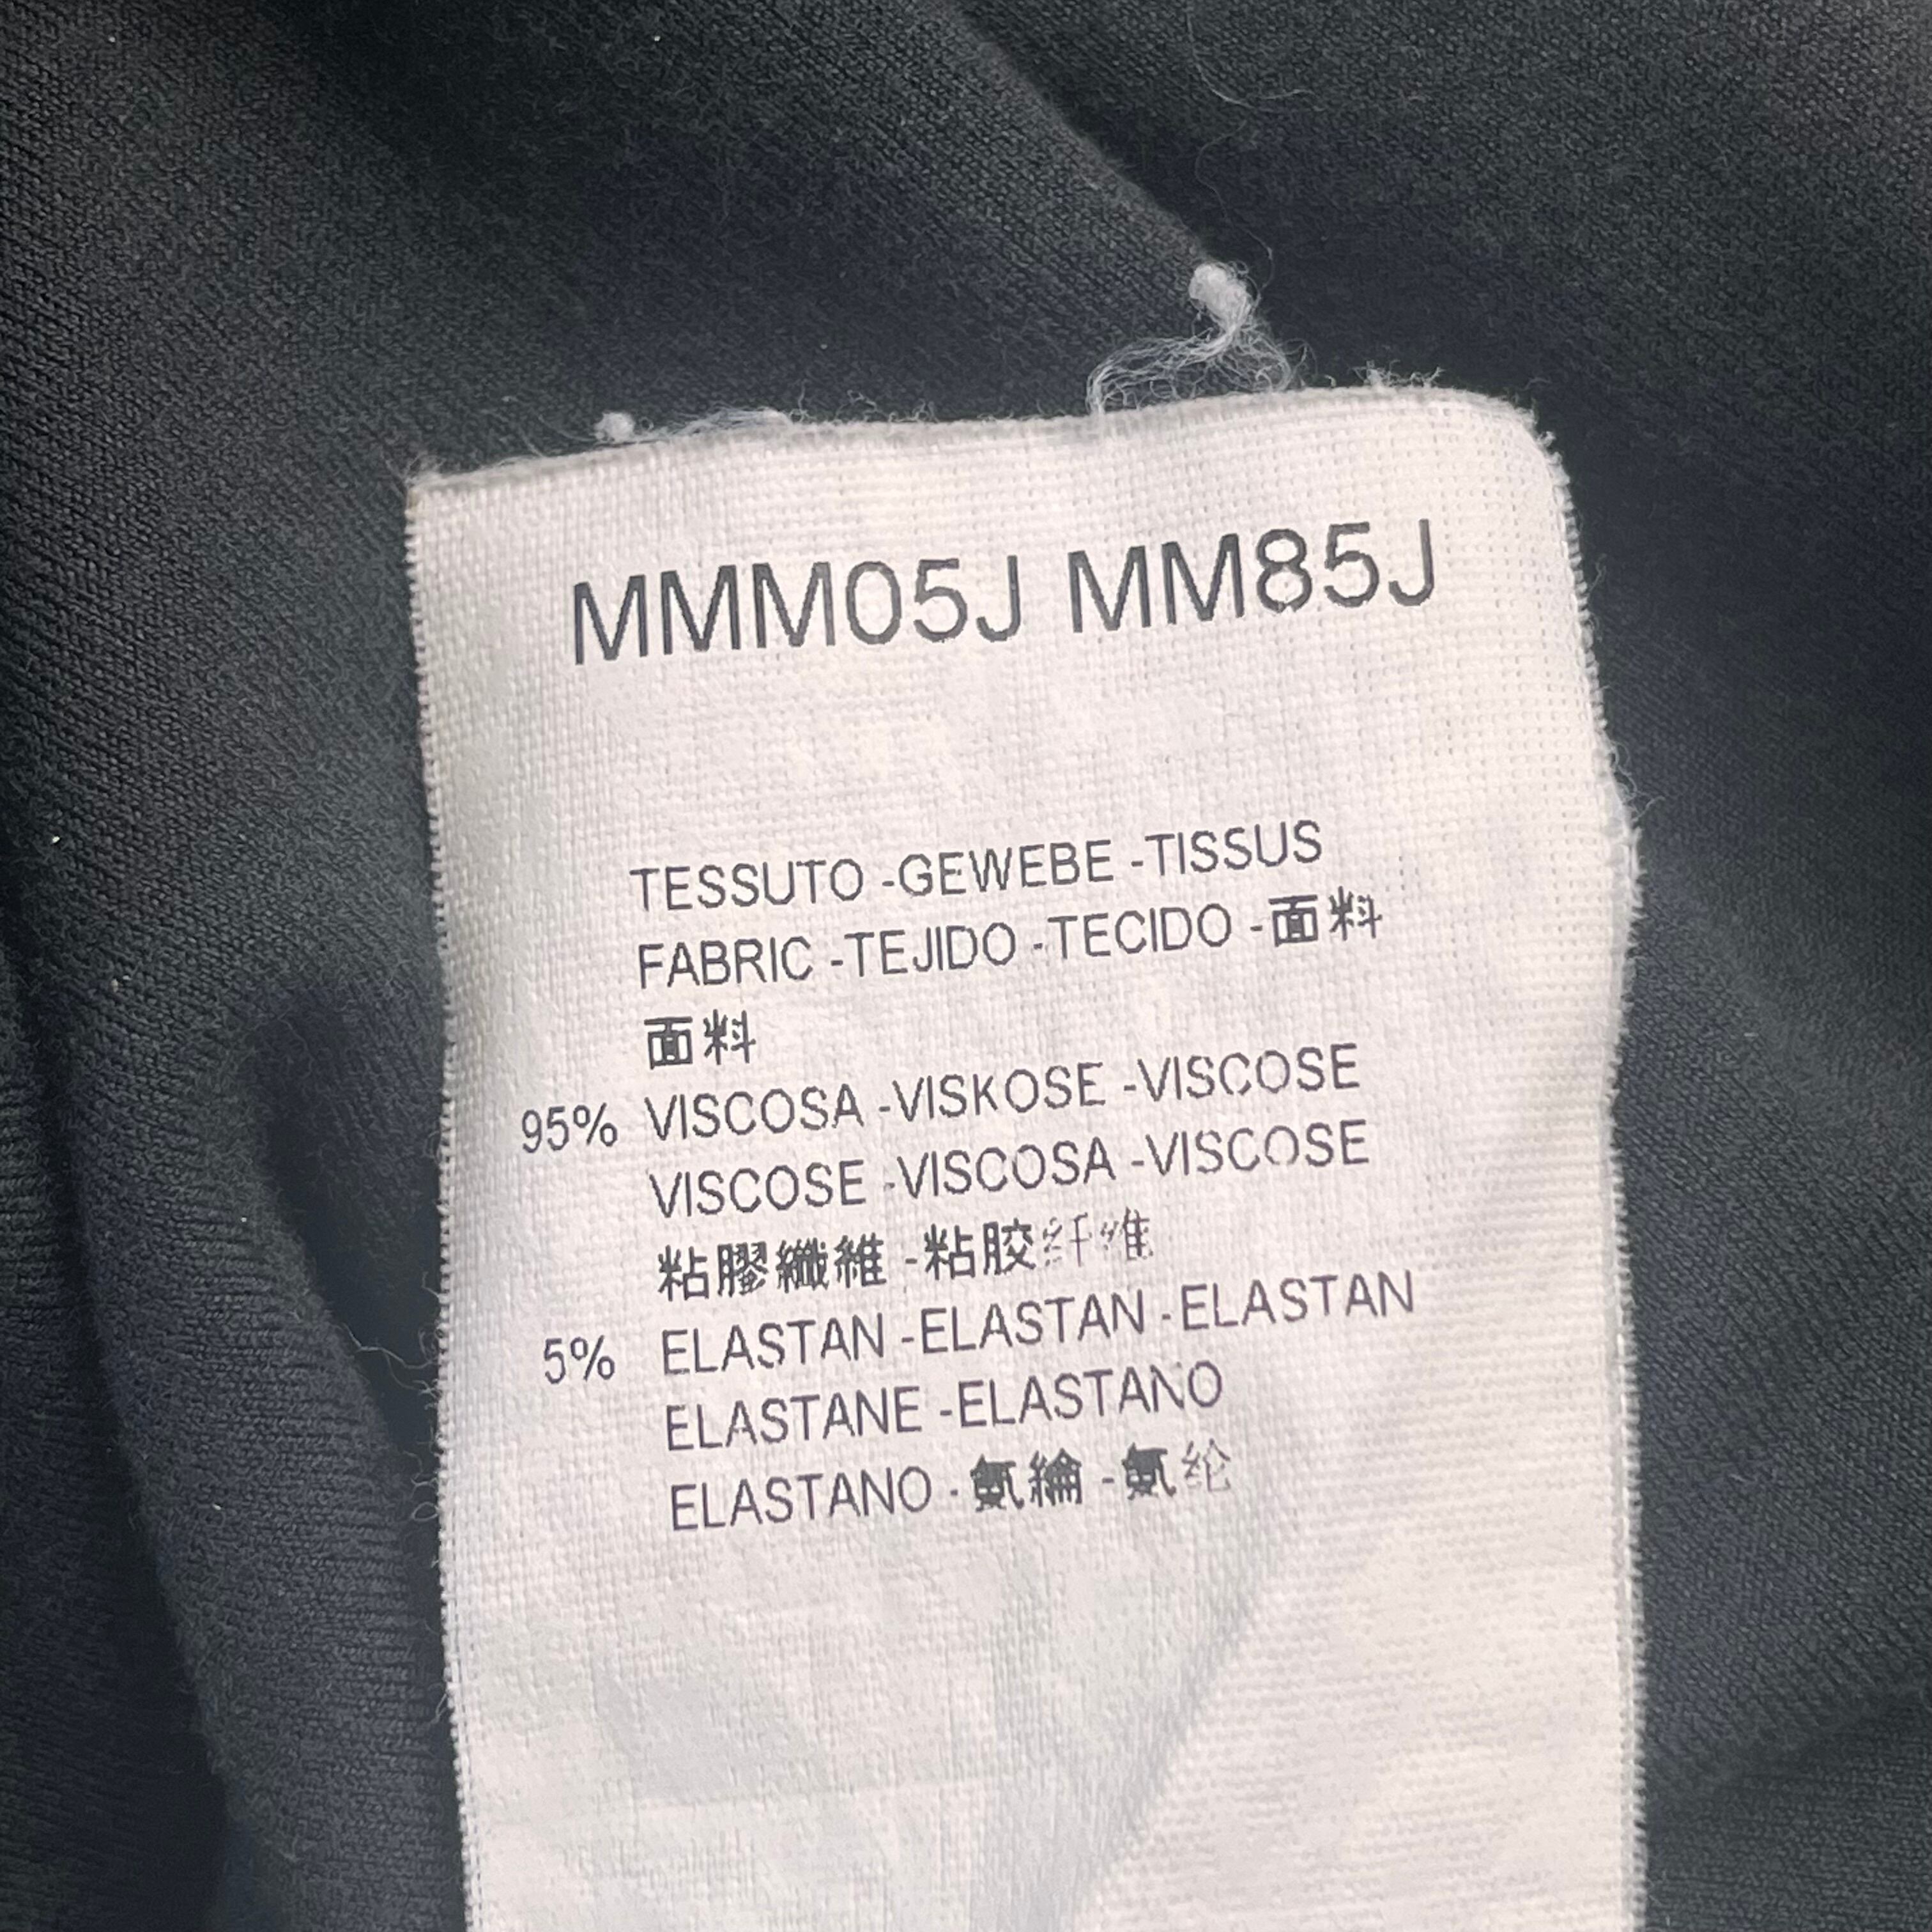 MMM05J MM85J
TESSUTO -GEWEBE -TISSUS
FABRIC -TEJIDO -TECIDO -面料
面料
95% VISCOSA -VISKOSE -VISCOSE
VISCOSE -VISCOSA -VISCOSE
粘膠纖維 -粘胶纤维
5% ELASTAN -ELASTAN -ELASTAN
ELASTANE -ELASTANO
ELASTANO -氨綸 -氨纶